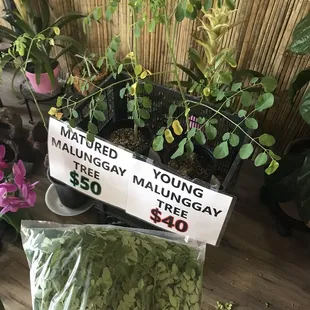 MATURED
MALUNGGAY
TREE
$50
YOUNG
MALUNGGAY
TREE
$40